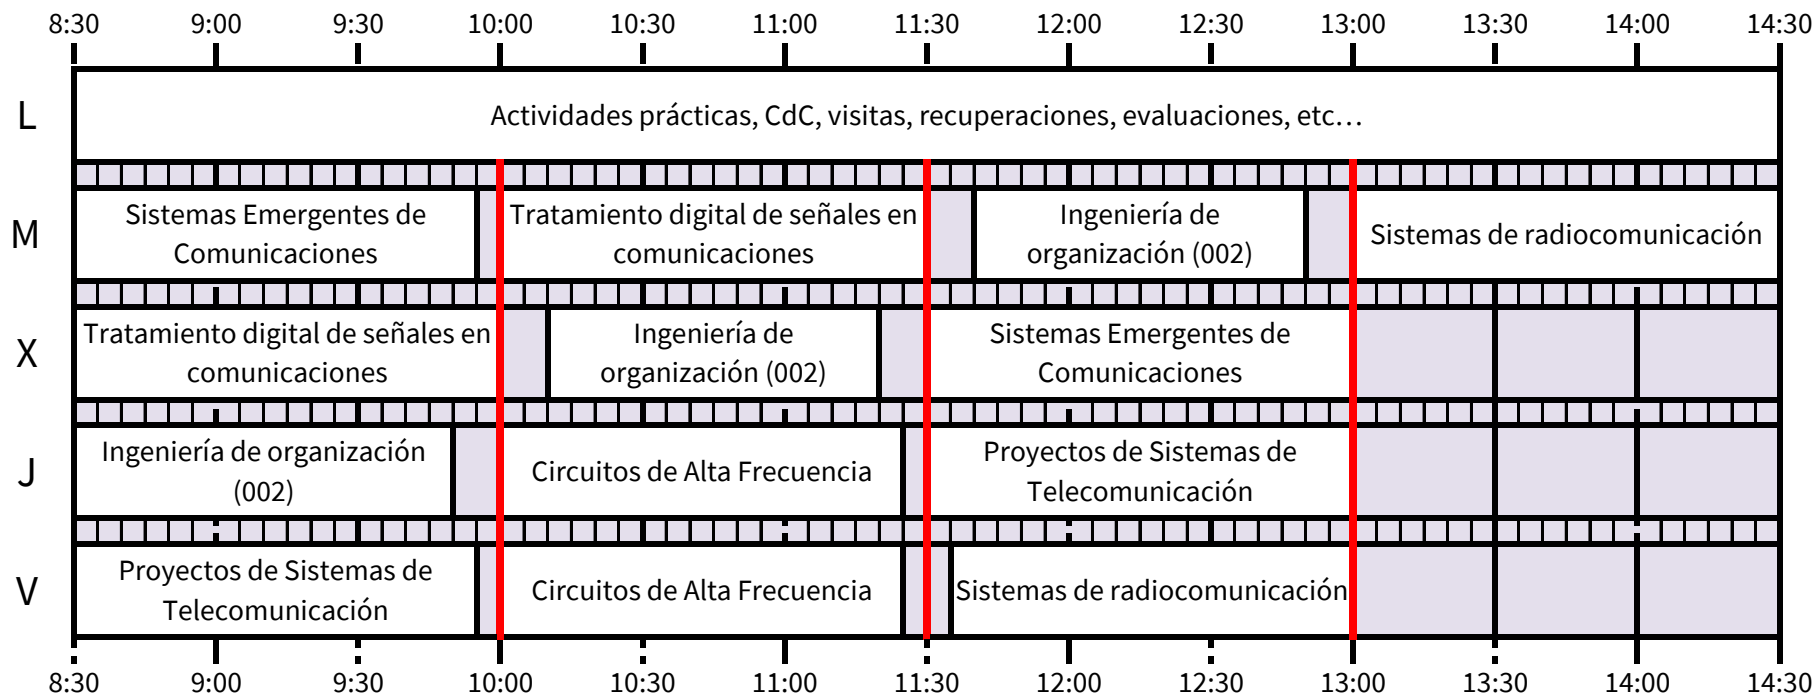 8:30 9:00 9:30 10:00 10:30 11:00 11:30 12:00 12:30 13:00 13:30 14:00 14:30
L
Actividades prácticas, CdC, visitas, recuperaciones, evaluaciones, etc…
M
Sistemas Emergentes de
Comunicaciones
Tratamiento digital de señales en
comunicaciones
Ingeniería de
organización (002)
Sistemas de radiocomunicación
X
Tratamiento digital de señales en
comunicaciones
Ingeniería de
organización (002)
Sistemas Emergentes de
Comunicaciones
J
Ingeniería de organización
(002)
Circuitos de Alta Frecuencia
Proyectos de Sistemas de
Telecomunicación
V
Proyectos de Sistemas de
Telecomunicación
Circuitos de Alta Frecuencia
Sistemas de radiocomunicación
8:30 9:00 9:30 10:00 10:30 11:00 11:30 12:00 12:30 13:00 13:30 14:00 14:30